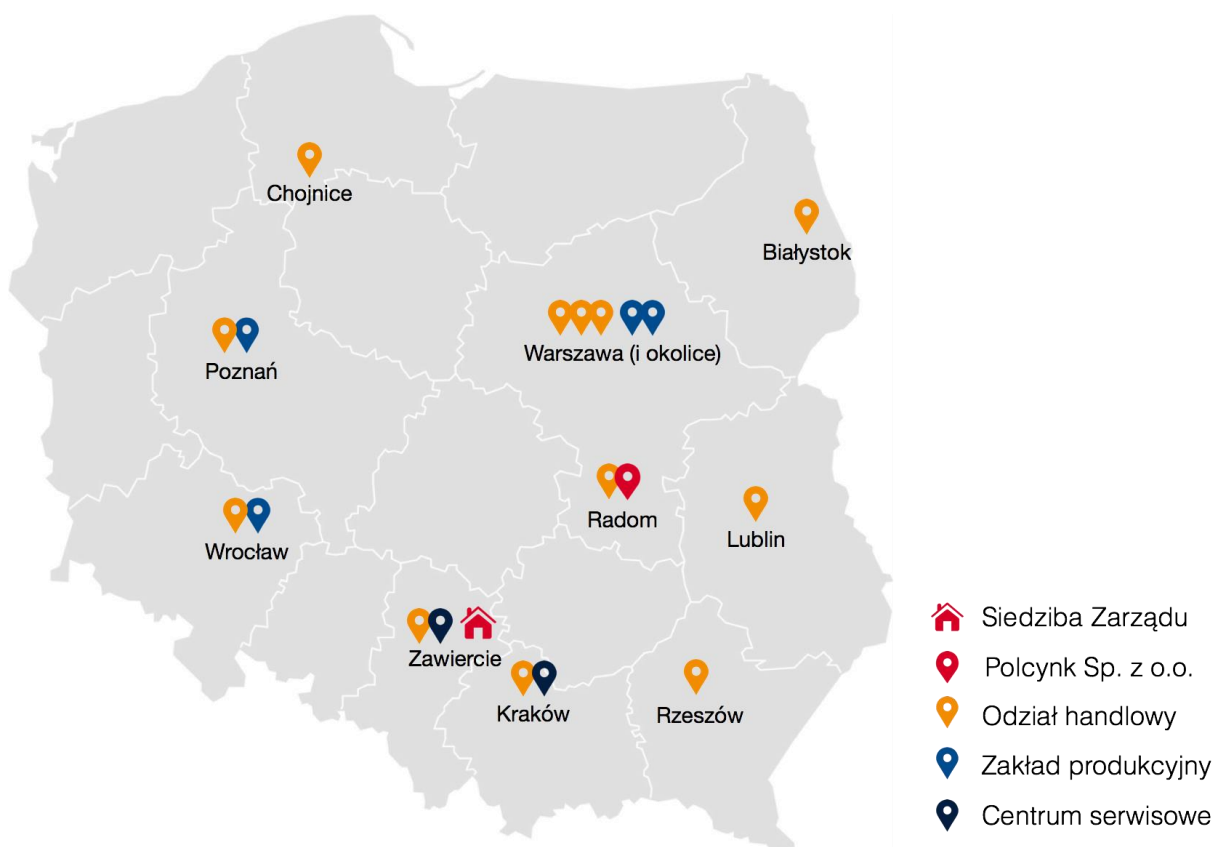 Chojnice
Białystok
Warszawa (i okolice)
Poznań
Radom
Lublin
Wrocław
Zawiercie
Kraków
Rzeszów
Siedziba Zarządu
Polcynk Sp. z o.o.
Odział handlowy
Zakład produkcyjny
Centrum serwisowe